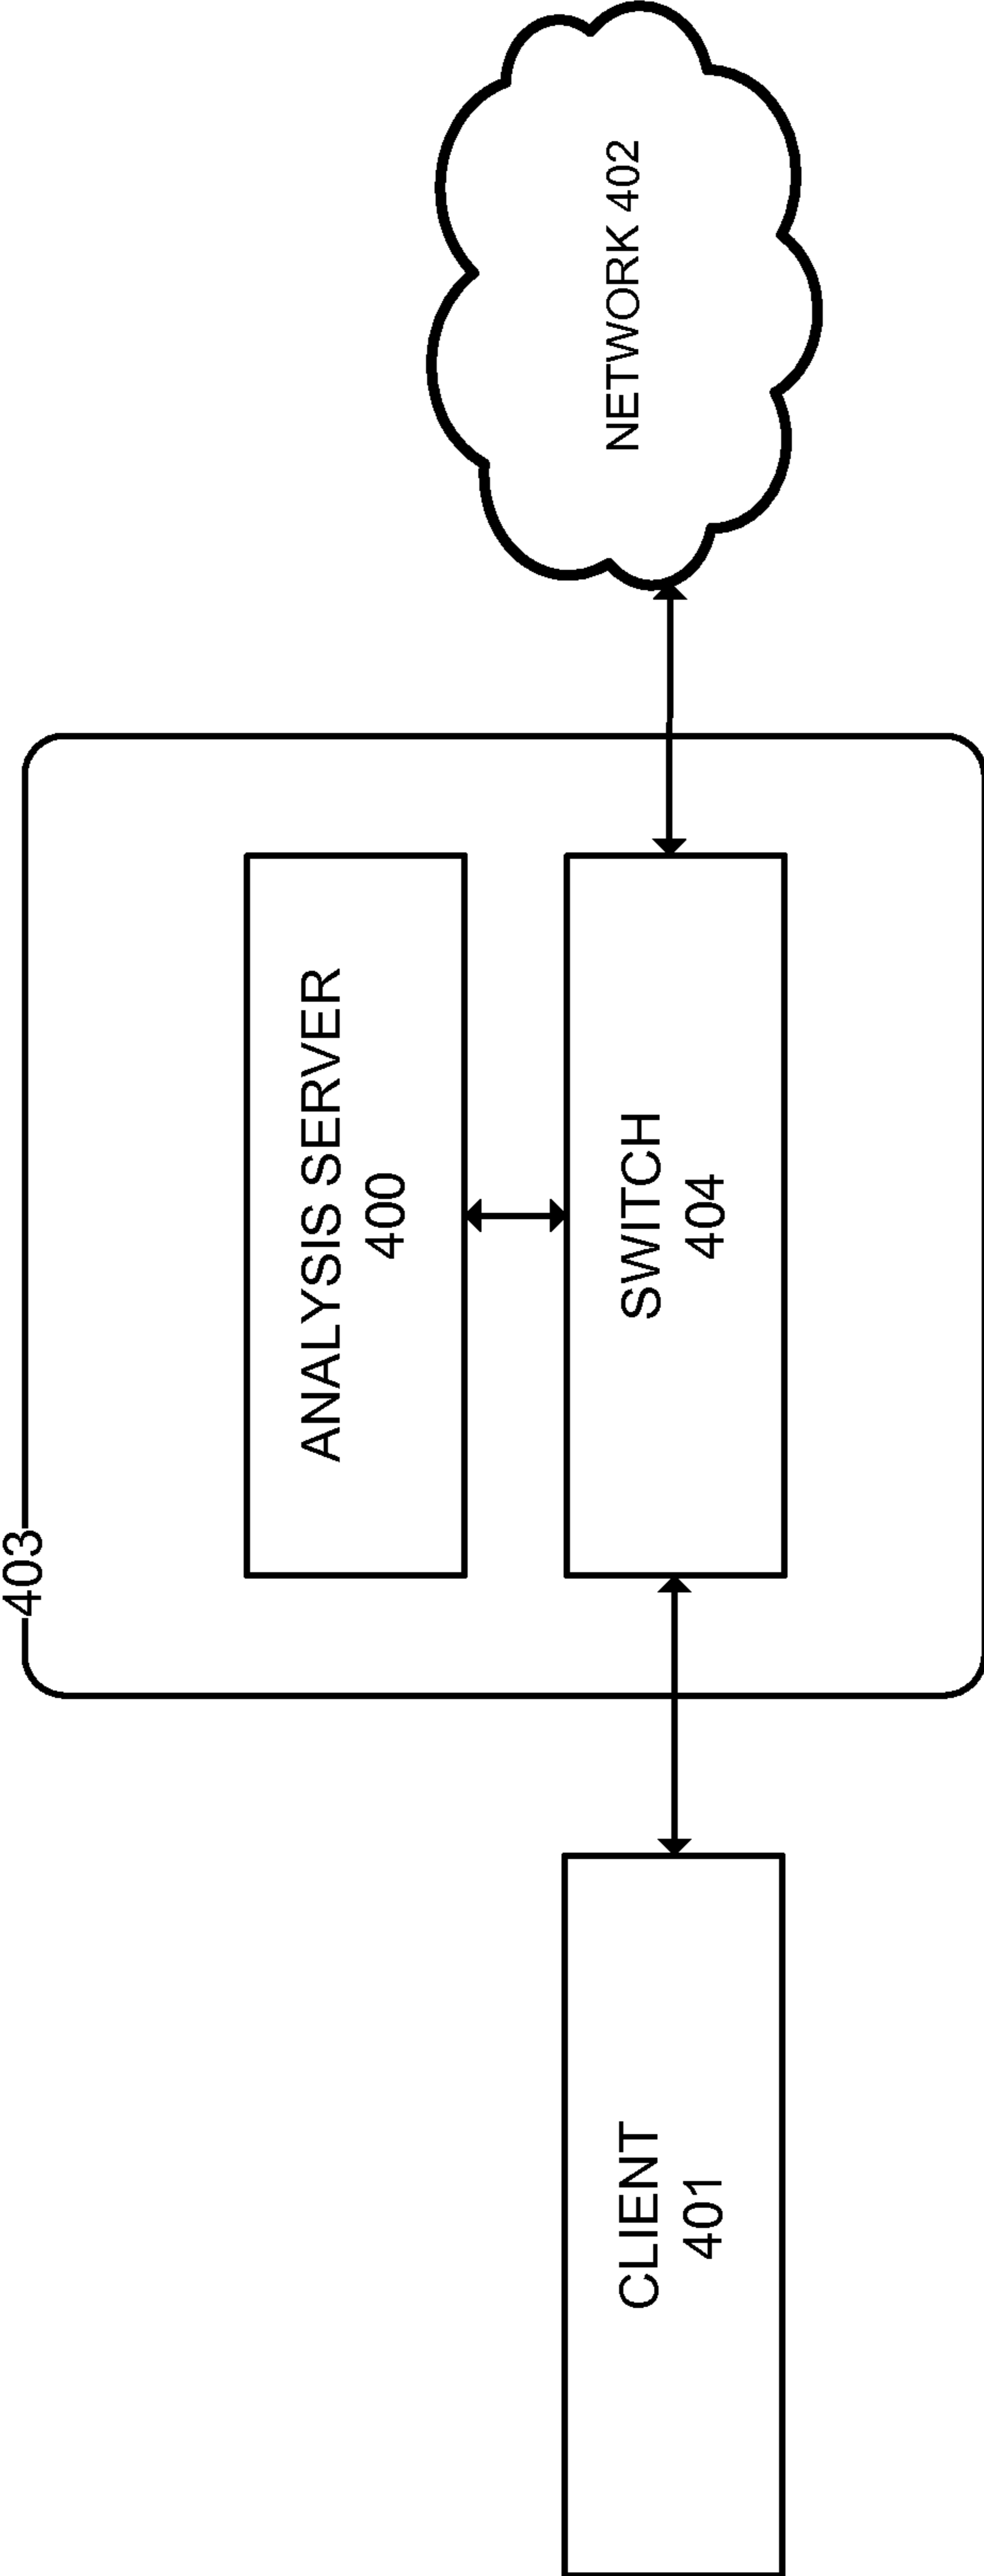 403
ANALYSIS SERVER
400
NETWORK 402
CLIENT
401
SWITCH
404